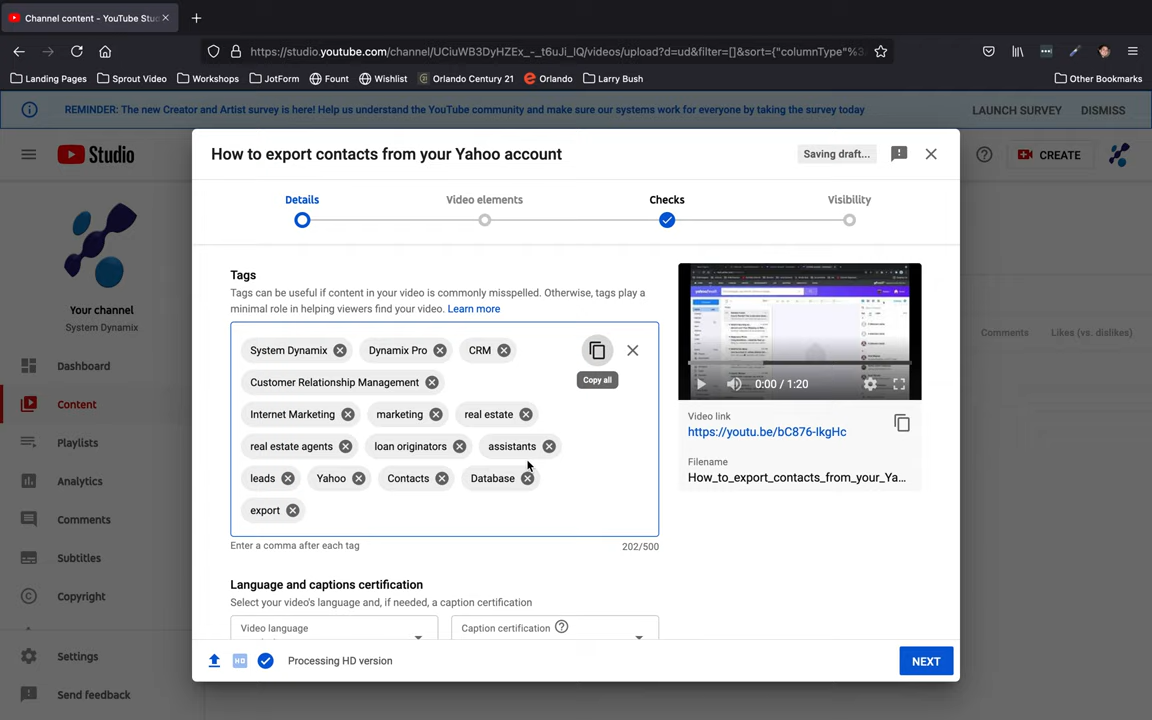 Channel content - YouTube Stu
https://studio.youtube.com/channel/UCiuWB3DyHZEx_-_t6uJi_lQ/videos/upload?d=ud&filter=[]&sort={"columnType"%3
Landing Pages Sprout Video Workshops JotForm Fount Wishlist Orlando Century 21 Orlando Larry Bush Other Bookmarks
REMINDER: The new Creator and Artist survey is here! Help us understand the YouTube community and make sure our systems work for everyone by taking the survey today LAUNCH SURVEY DISMISS
Studio CREATE
How to export contacts from your Yahoo account Saving draft...
Details Video elements Checks Visibility
Your channel
System Dynamix
Dashboard
Content
Playlists
Analytics
Comments
Subtitles
Copyright
Settings
Send feedback
Tags
Tags can be useful if content in your video is commonly misspelled. Otherwise, tags play a
minimal role in helping viewers find your video. Learn more
System Dynamix Dynamix Pro CRM
Copy all
Customer Relationship Management
Internet Marketing marketing real estate
real estate agents loan originators assistants
leads Yahoo Contacts Database
export
Enter a comma after each tag 202/500
Language and captions certification
Select your video's language and, if needed, a caption certification
Video language Caption certification
0:00 / 1:20
Video link
https://youtu.be/bC876-IkgHc
Filename
How_to_export_contacts_from_your_Ya...
Comments Likes (vs. dislikes)
HD Processing HD version NEXT